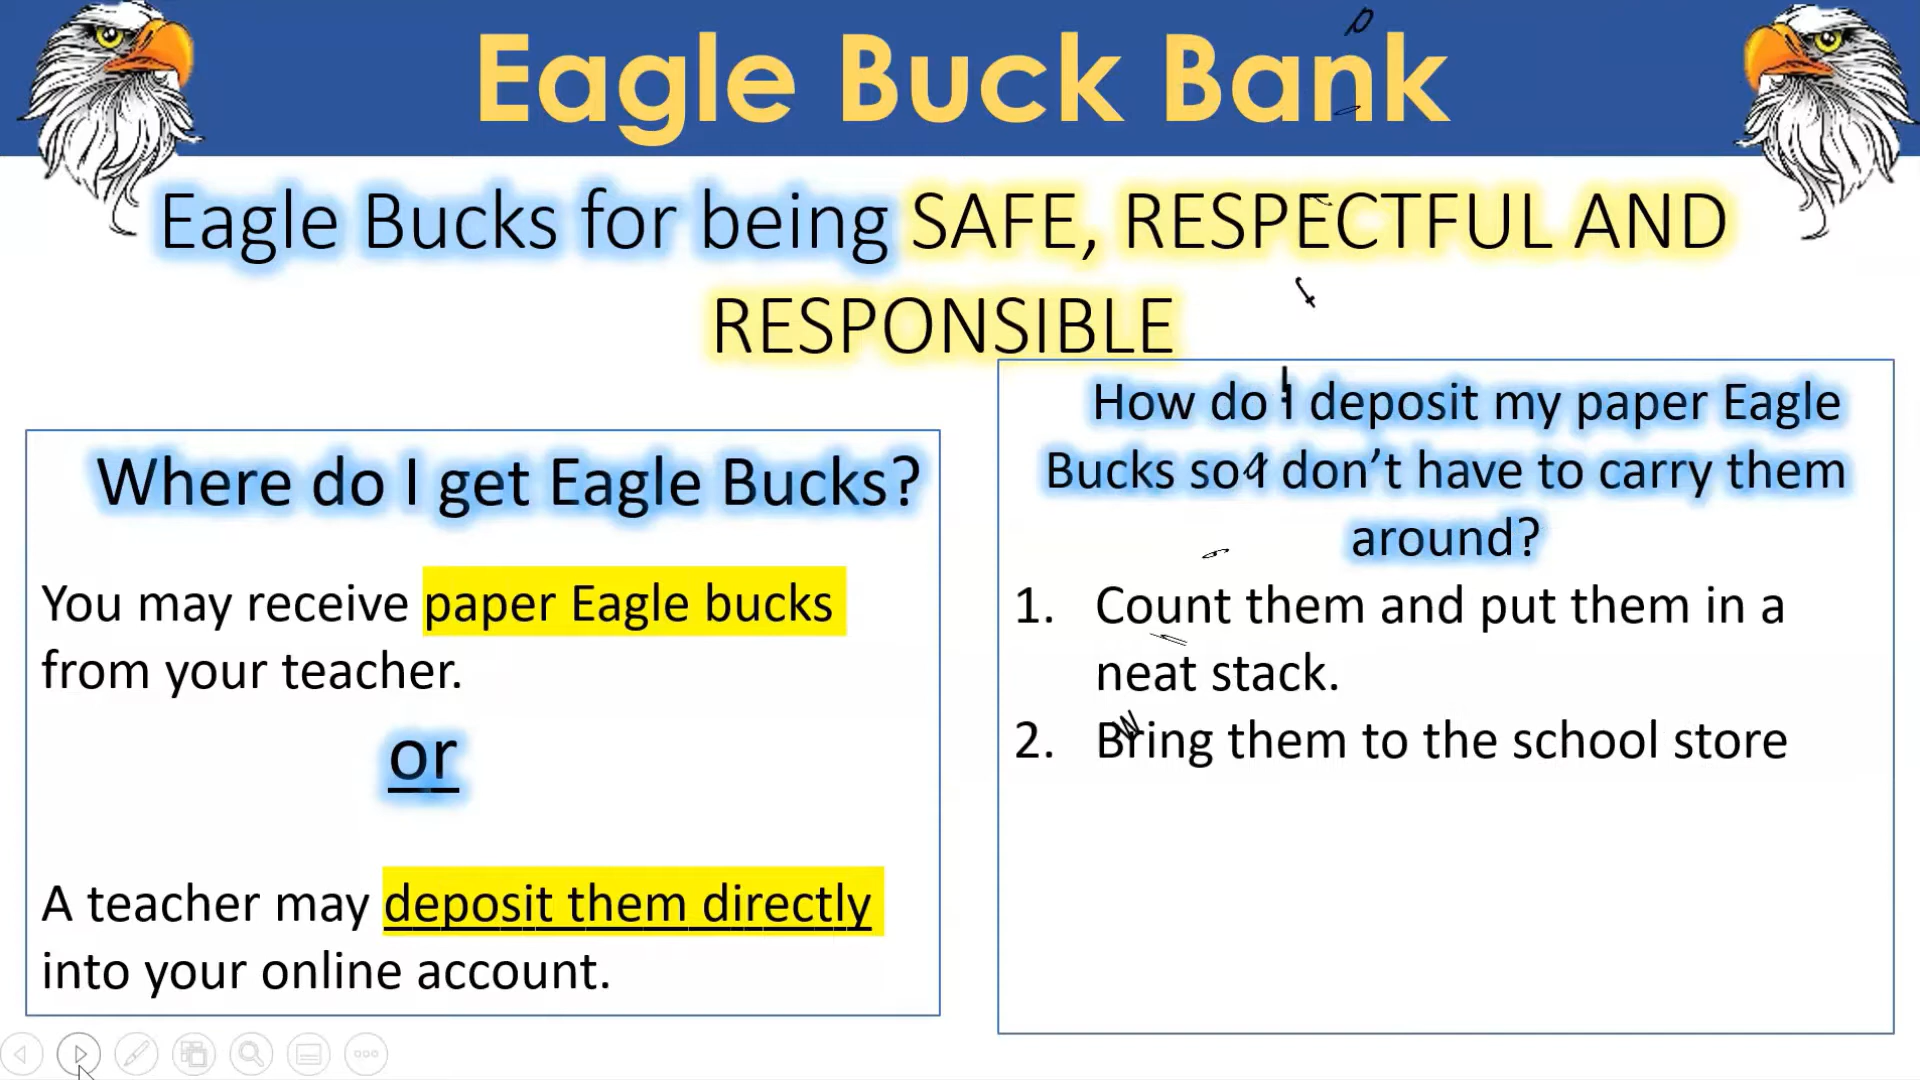 Eagle Buck Bank
Eagle Bucks for being SAFE, RESPECTFUL AND
RESPONSIBLE
Where do I get Eagle Bucks?
You may receive paper Eagle bucks
from your teacher.
or
A teacher may deposit them directly
into your online account.
How do I deposit my paper Eagle
Bucks so I don’t have to carry them
around?
1. Count them and put them in a
neat stack.
2. Bring them to the school store